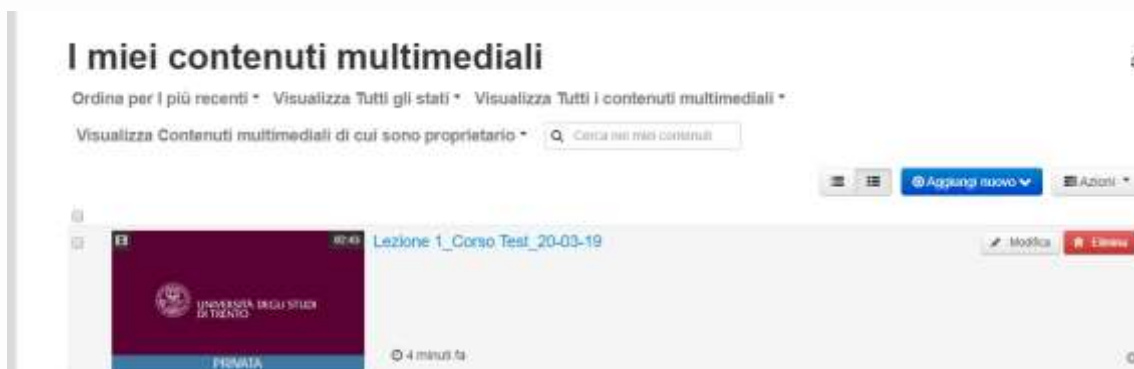 I miei contenuti multimediali
Ordina per I più recenti Visualizza Tutti gli stati Visualizza Tutti i contenuti multimediali
Visualizza Contenuti multimediali di cui sono proprietario Cerca nei miei contenuti
Aggiungi nuovo Azioni
02:43 Lezione 1_Corso Test_20-03-19 Modifica Elimina
UNIVERSITÀ DEGLI STUDI
DI TRENTO
4 minuti fa
PRIVATA